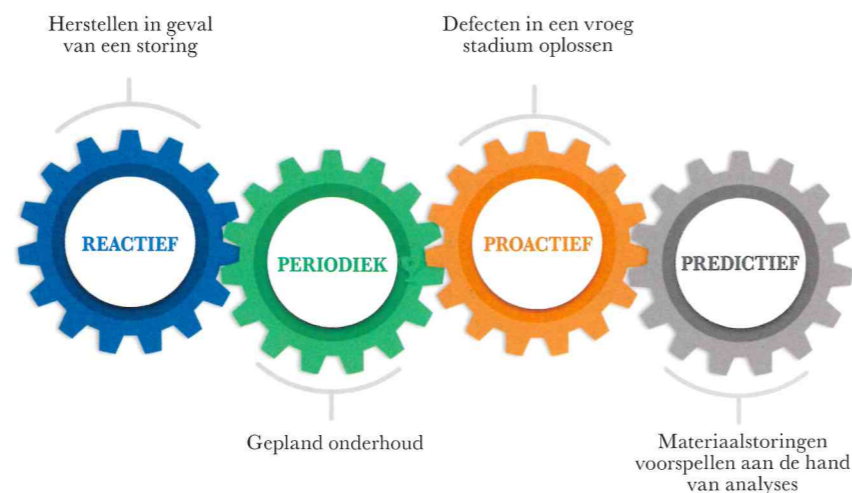 Herstellen in geval
van een storing
Defecten in een vroeg
stadium oplossen
REACTIEF
PERIODIEK
PROACTIEF
PREDICTIEF
Gepland onderhoud
Materiaalstoringen
voorspellen aan de hand
van analyses